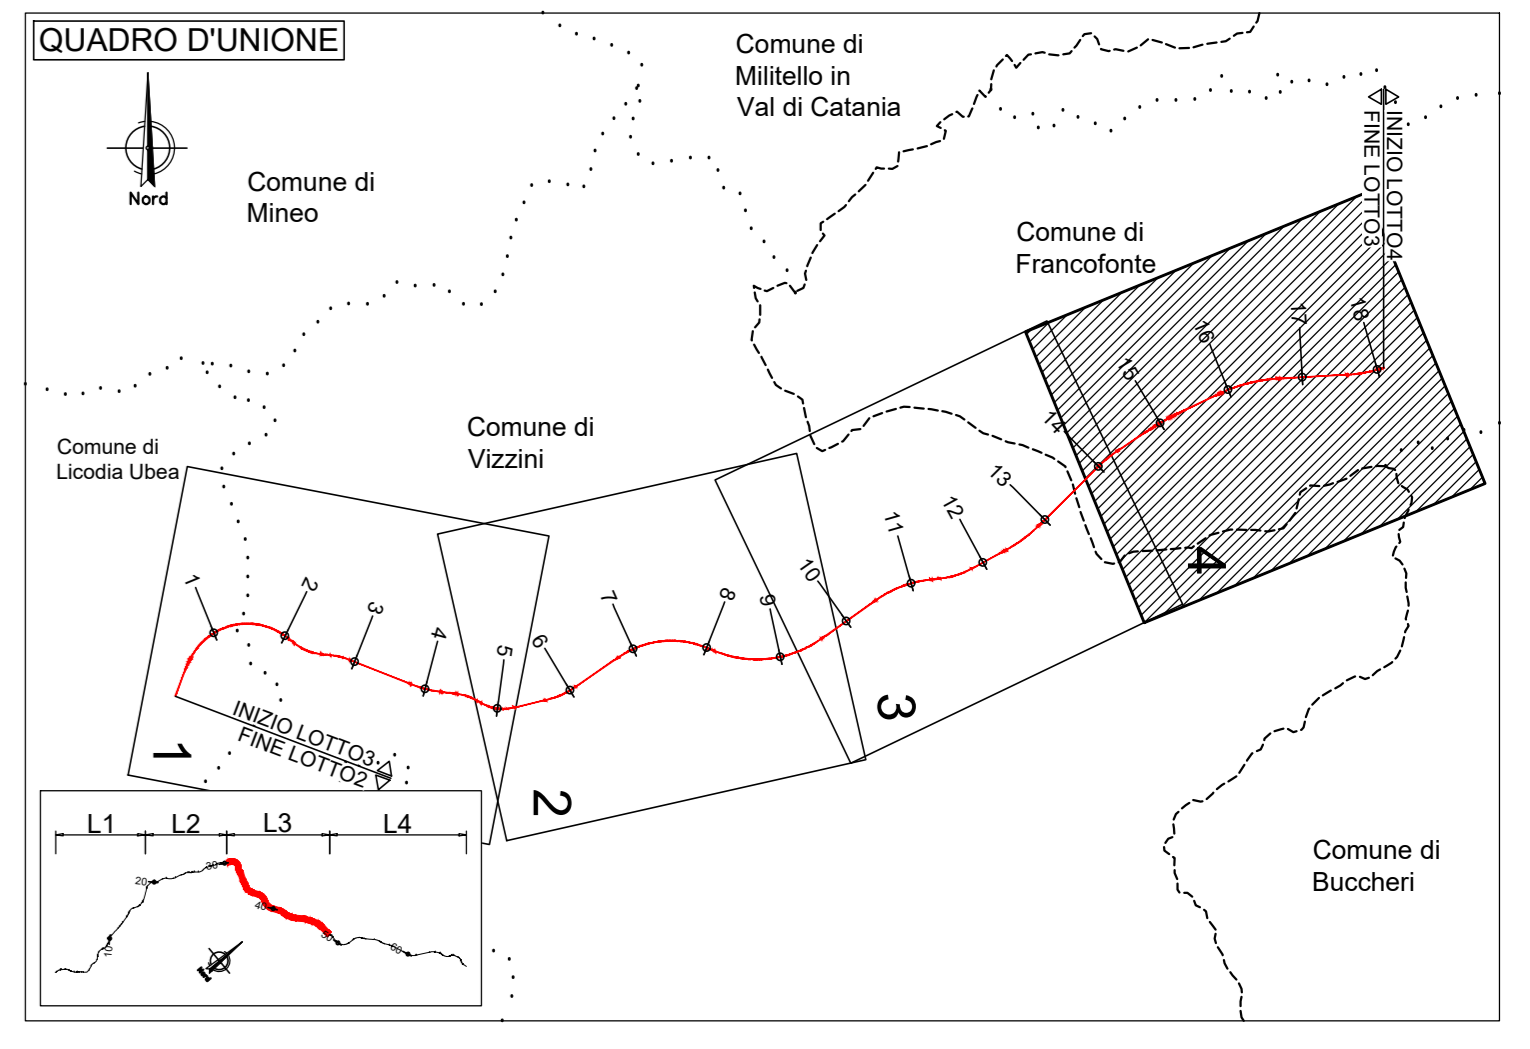 QUADRO D'UNIONE
Nord
Comune di
Mineo
Comune di
Militello in
Val di Catania
Comune di
Francofonte
INIZIO LOTTO4
FINE LOTTO3
Comune di
Licodia Ubea
Comune di
Vizzini
1
2
3
4
5
6
7
8
9
10
11
12
13
14
15
16
17
18
1
2
3
4
INIZIO LOTTO3
FINE LOTTO2
Comune di
Buccheri
L1
L2
L3
L4
10
20
30
40
50
60
Nord